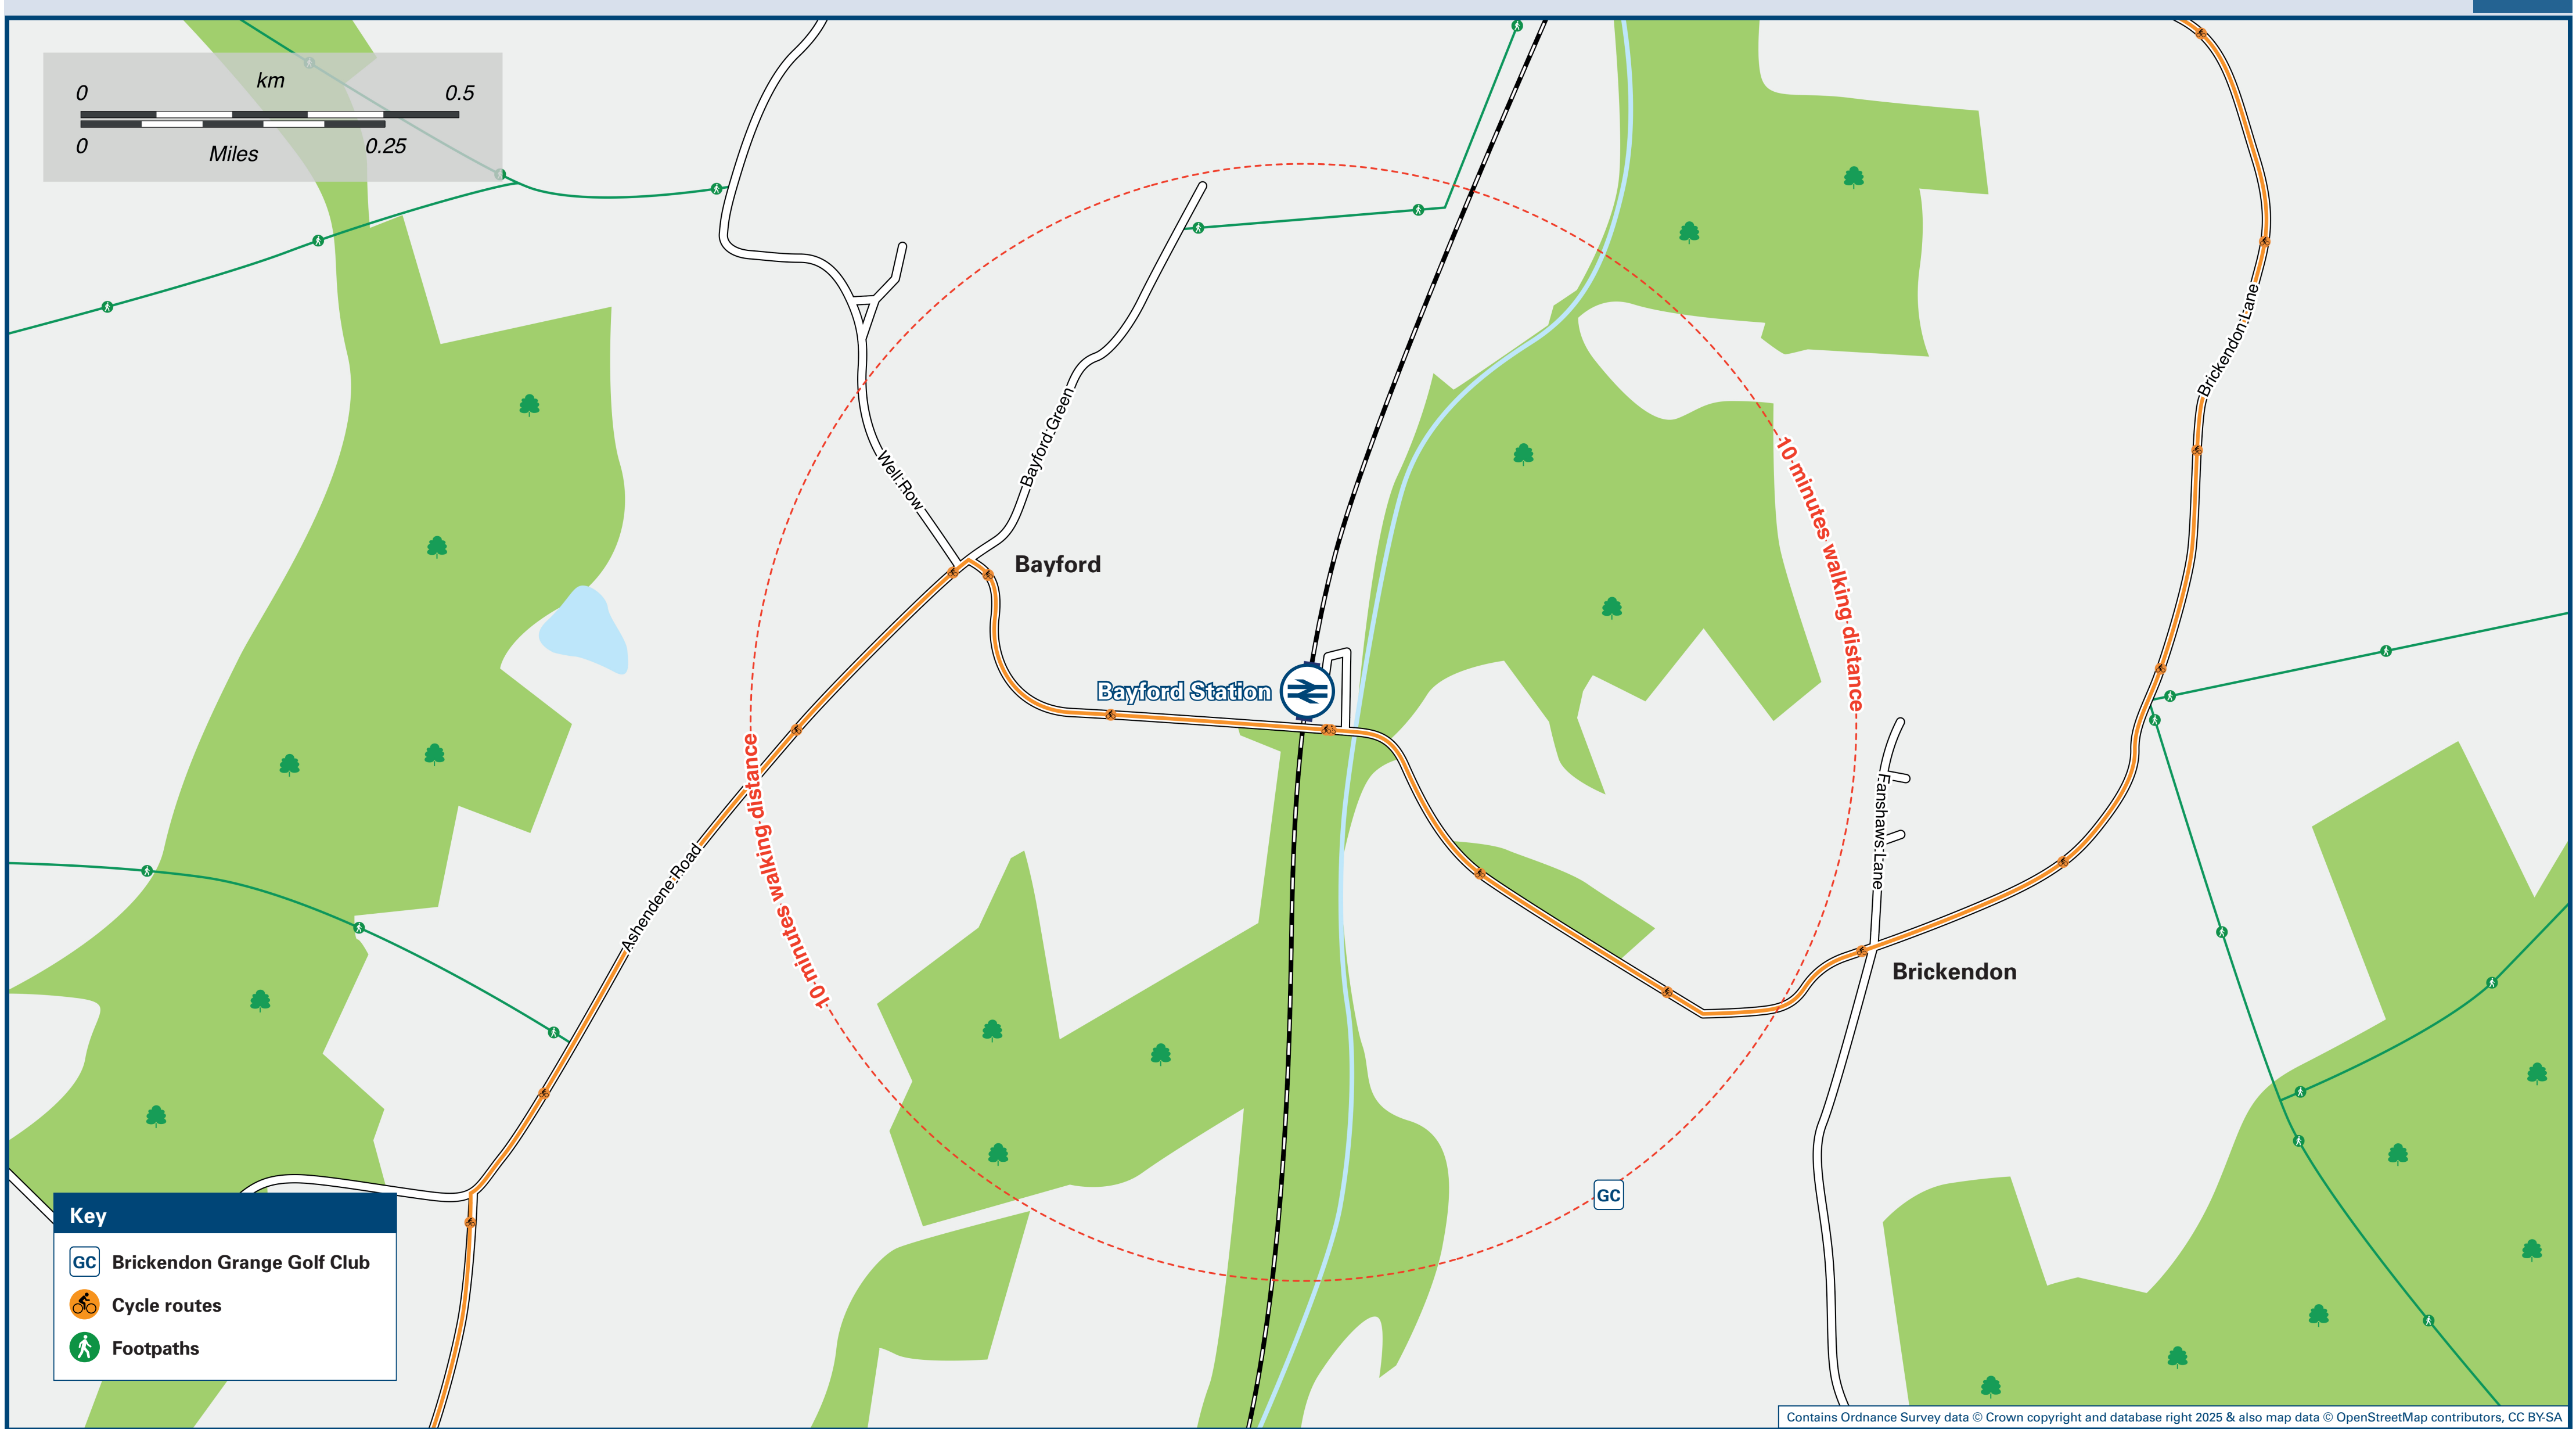 km
0 0.5
0 0.25
Miles
Brickendon Lane
Bayford Green
Well Row
10 minutes walking distance
Bayford
Bayford Station
Fanshaws Lane
10 minutes walking distance
Ashendene Road
Brickendon
GC
Key
GC Brickendon Grange Golf Club
Cycle routes
Footpaths
Contains Ordnance Survey data © Crown copyright and database right 2025 & also map data © OpenStreetMap contributors, CC BY-SA